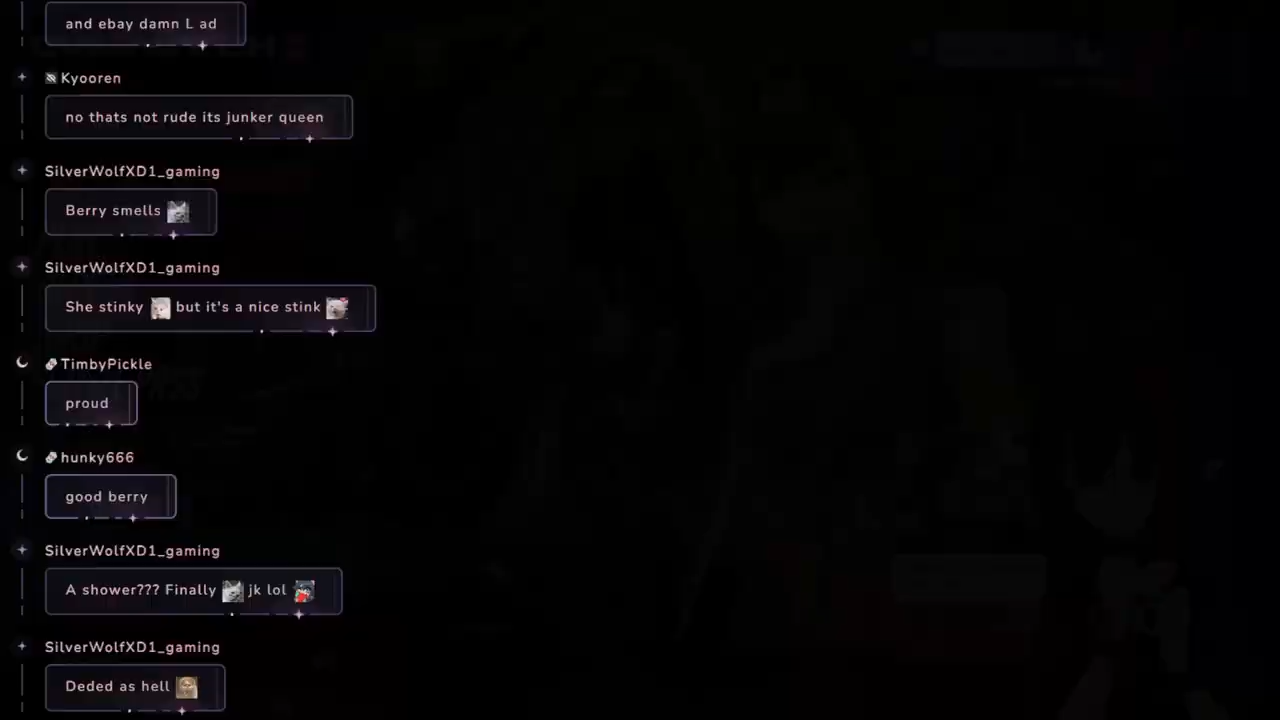 and ebay damn L ad
Kyooren
no thats not rude its junker queen
SilverWolfXD1_gaming
Berry smells
SilverWolfXD1_gaming
She stinky but it's a nice stink
TimbyPickle
proud
hunky666
good berry
SilverWolfXD1_gaming
A shower??? Finally jk lol
SilverWolfXD1_gaming
Deded as hell